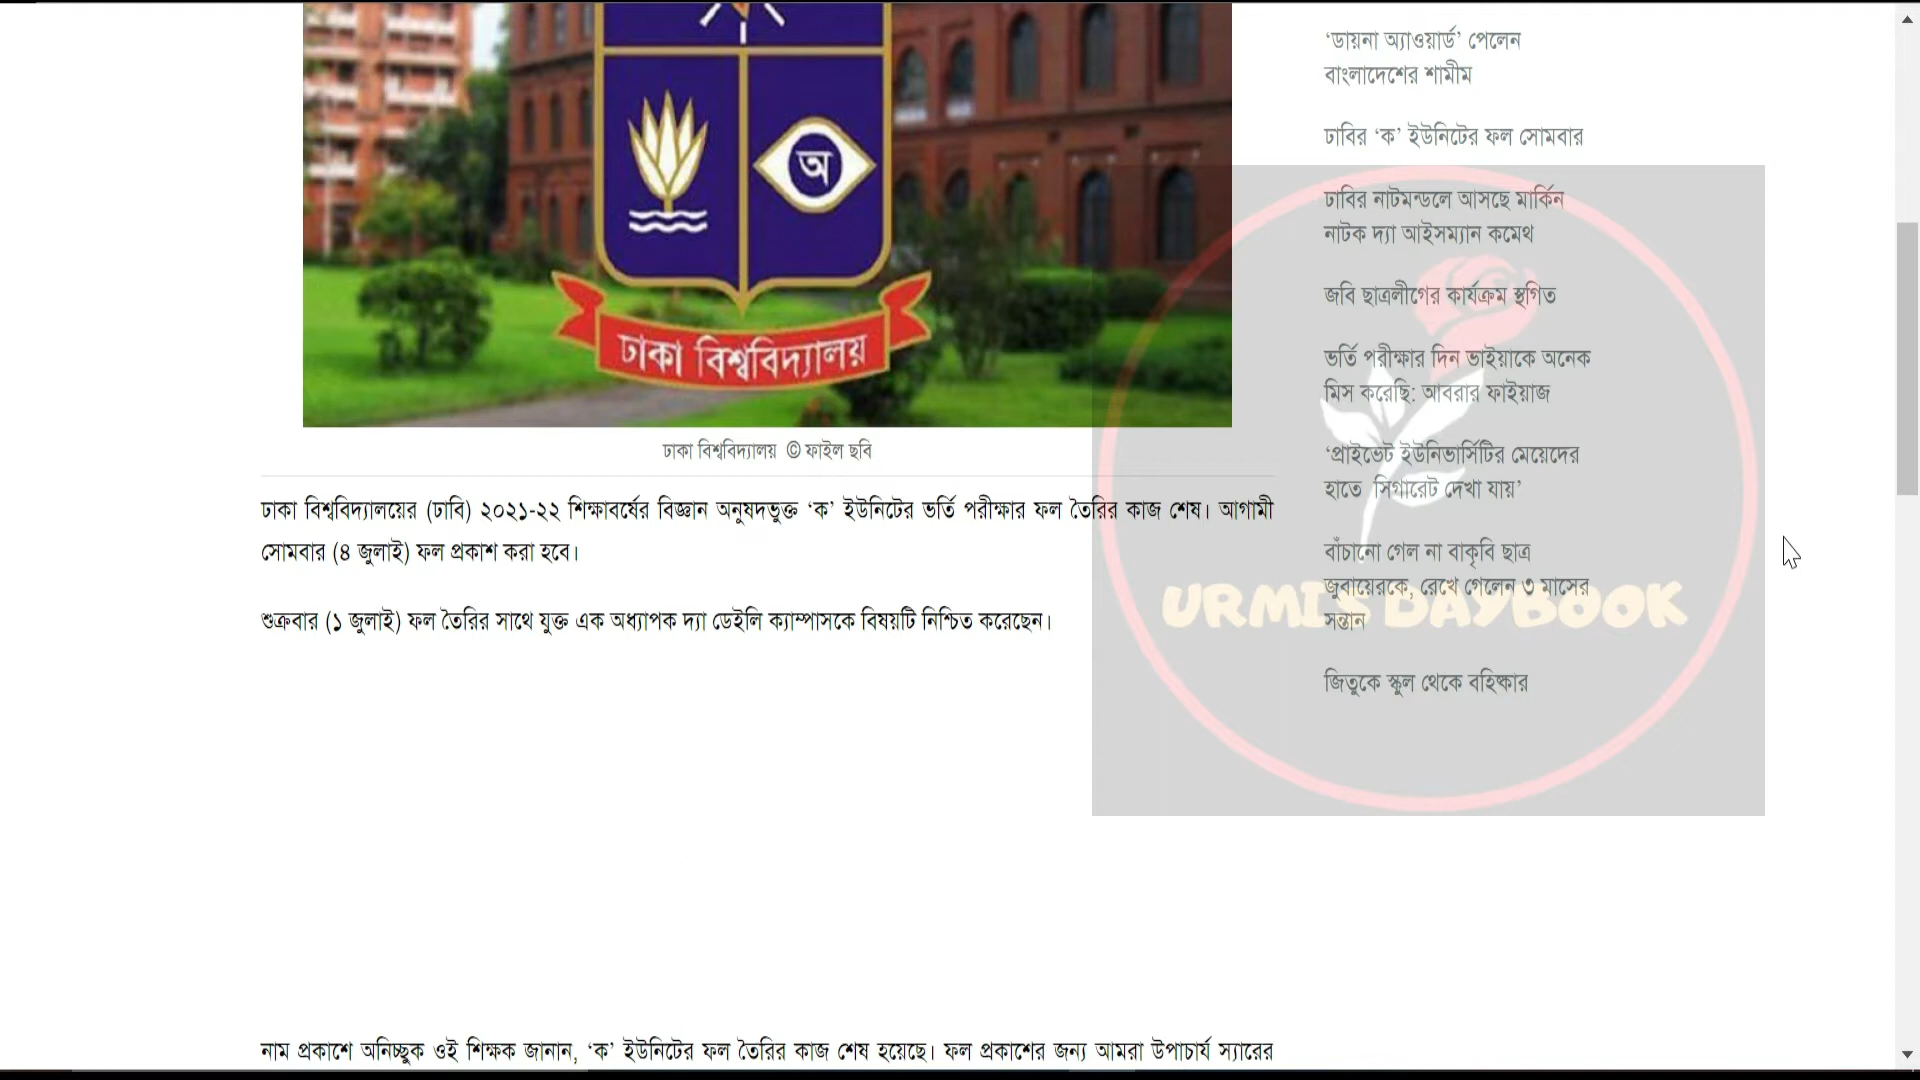 অ
ঢাকা বিশ্ববিদ্যালয়
ঢাকা বিশ্ববিদ্যালয় © ফাইল ছবি
ঢাকা বিশ্ববিদ্যালয়ের (ঢাবি) ২০২১-২২ শিক্ষাবর্ষের বিজ্ঞান অনুষদভুক্ত ‘ক’ ইউনিটের ভর্তি পরীক্ষার ফল তৈরির কাজ শেষ। আগামী
সোমবার (৪ জুলাই) ফল প্রকাশ করা হবে।
শুক্রবার (১ জুলাই) ফল তৈরির সাথে যুক্ত এক অধ্যাপক দ্যা ডেইলি ক্যাম্পাসকে বিষয়টি নিশ্চিত করেছেন।
নাম প্রকাশে অনিচ্ছুক ওই শিক্ষক জানান, ‘ক’ ইউনিটের ফল তৈরির কাজ শেষ হয়েছে। ফল প্রকাশের জন্য আমরা উপাচার্য স্যারের
‘ডায়না অ্যাওয়ার্ড’ পেলেন
বাংলাদেশের শামীম
ঢাবির ‘ক’ ইউনিটের ফল সোমবার
ঢাবির নাটমন্ডলে আসছে মার্কিন
নাটক দ্যা আইসম্যান কমেথ
জবি ছাত্রলীগের কার্যক্রম স্থগিত
ভর্তি পরীক্ষার দিন ভাইয়াকে অনেক
মিস করেছি: আবরার ফাইয়াজ
‘প্রাইভেট ইউনিভার্সিটির মেয়েদের
হাতে সিগারেট দেখা যায়’
বাঁচানো গেল না বাকৃবি ছাত্র
জুবায়েরকে, রেখে গেলেন ৩ মাসের
সন্তান
জিতুকে স্কুল থেকে বহিষ্কার
URMI'S DAYBOOK